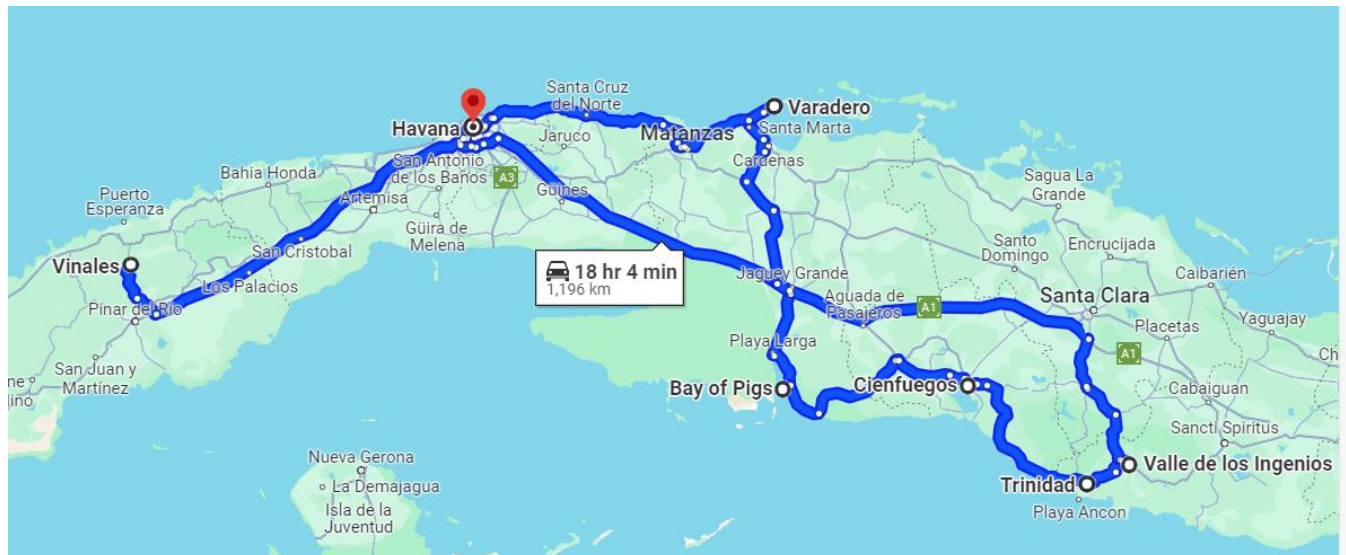 Santa Cruz
del Norte
Varadero
Havana
Matanzas
Santa Marta
Jaruco
Cardenas
San Antonio
de los Baños
A3
Bahia Honda
Güines
Sagua La
Grande
Puerto
Esperanza
Artemisa
Güira de
Melena
San Cristobal
Santo
Domingo
Encrucijada
Vinales
18 hr 4 min
1,196 km
Jaguey Grande
Caibarién
Los Palacios
Aguada de
Pasajeros
A1
Santa Clara
Pinar del Río
Placetas
Yaguajay
Playa Larga
A1
San Juan y
Martínez
Bay of Pigs
Cienfuegos
Cabaiguan
Sancti Spiritus
Nueva Gerona
Valle de los Ingenios
La Demajagua
Trinidad
Isla de la
Juventud
Playa Ancon